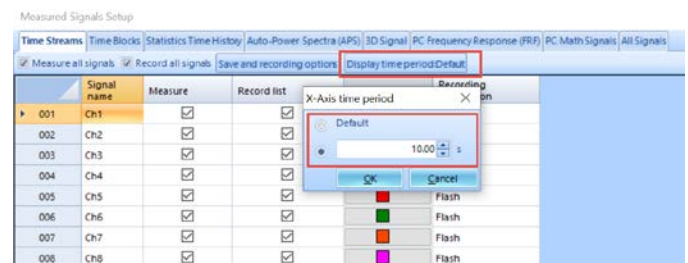 Measured Signals Setup
Time Streams Time Blocks Statistics Time History Auto-Power Spectra (APS) 3D Signal PC Frequency Response (FRF) PC Math Signals All Signals
Measure all signals Record all signals Save and recording options Display time period:Default
Signal name Measure Record list Recording
X-Axis time period
Default
10.00 s
OK Cancel
001 Ch1
002 Ch2
003 Ch3
004 Ch4
005 Ch5 Flash
006 Ch6 Flash
007 Ch7 Flash
008 Ch8 Flash